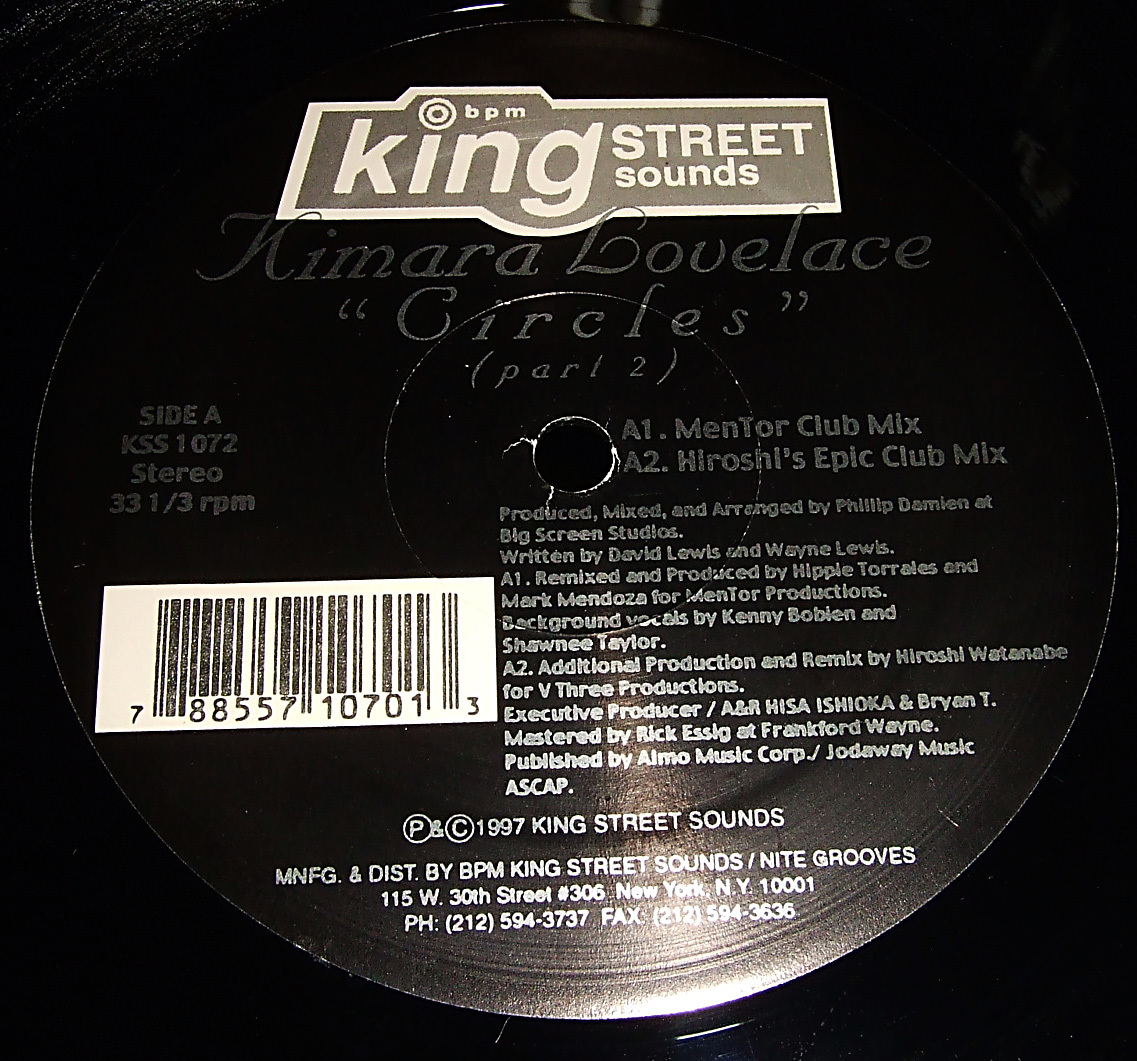 bpm
king STREET
sounds
Kimara Lovelace
“Circles”
(part 2)
SIDE A
KSS 1072
Stereo
33 1/3 rpm
A1. MenTor Club Mix
A2. Hiroshi's Epic Club Mix
Produced, Mixed, and Arranged by Phillip Damien at
Big Screen Studios.
Written by David Lewis and Wayne Lewis.
A1. Remixed and Produced by Hippie Torrales and
Mark Mendoza for MenTor Productions.
Background vocals by Kenny Bobien and
Shawnee Taylor.
A2. Additional Production and Remix by Hiroshi Watanabe
for V Three Productions.
Executive Producer / A&R HISA ISHIOKA & Bryan T.
Mastered by Rick Essig at Frankford Wayne.
Published by Almo Music Corp./ Jodaway Music
ASCAP.
7 88557 10701 3
Ⓟ&Ⓒ1997 KING STREET SOUNDS
MNFG. & DIST. BY BPM KING STREET SOUNDS / NITE GROOVES
115 W. 30th Street #306 New York, N.Y. 10001
PH: (212) 594-3737 FAX: (212) 594-3636